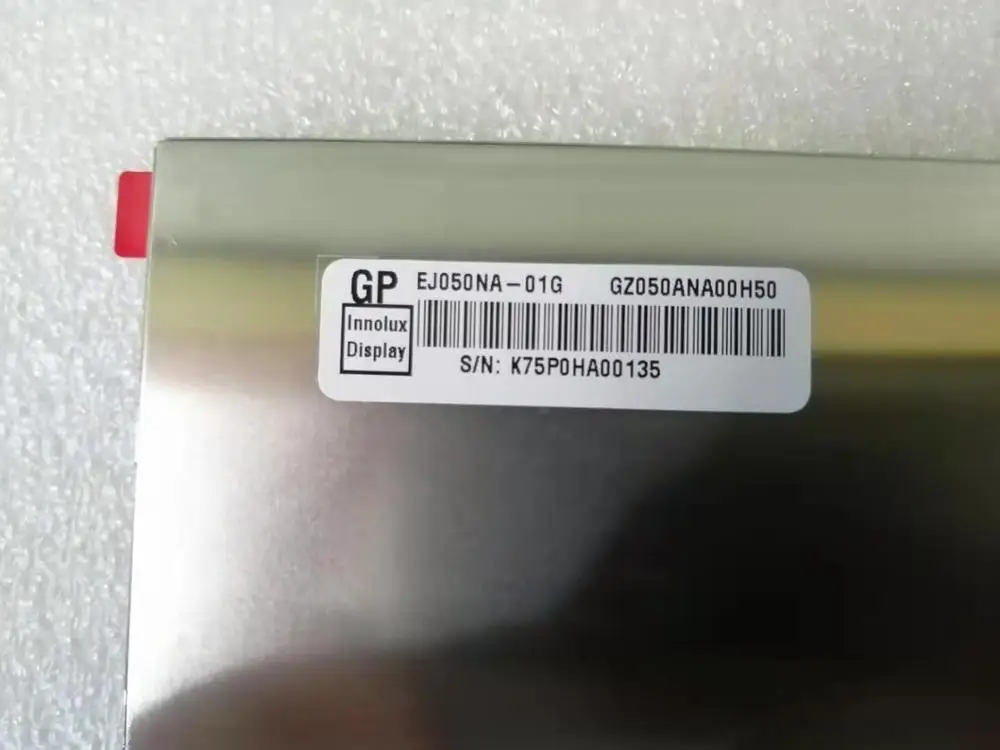 GP EJ050NA-01G GZ050ANA00H50
Innolux
Display
S/N: K75P0HA00135